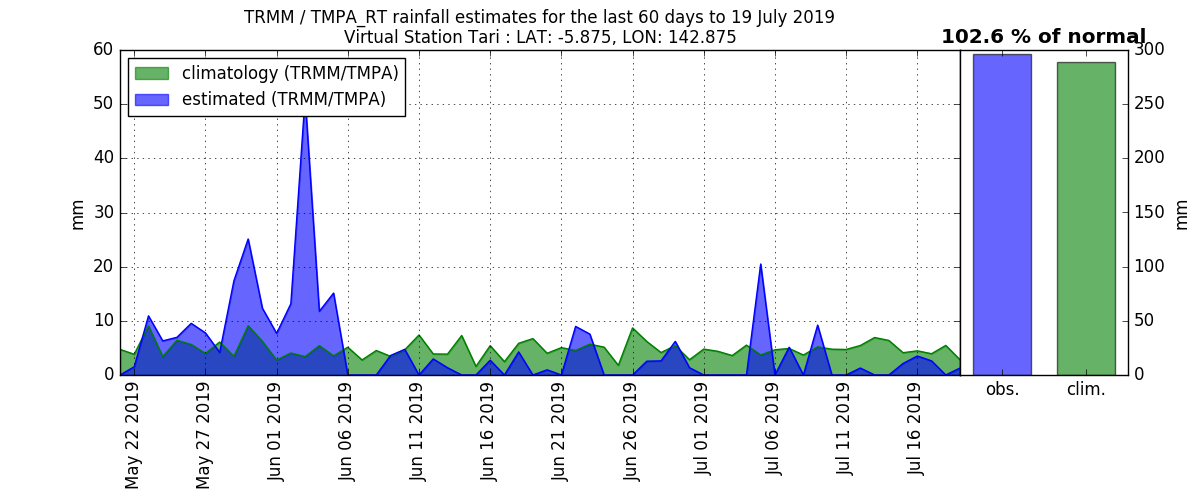 TRMM / TMPA_RT rainfall estimates for the last 60 days to 19 July 2019
Virtual Station Tari : LAT: -5.875, LON: 142.875
102.6 % of normal
climatology (TRMM/TMPA)
estimated (TRMM/TMPA)
60
50
40
30
20
10
0
mm
300
250
200
150
100
50
0
mm
May 22 2019
May 27 2019
Jun 01 2019
Jun 06 2019
Jun 11 2019
Jun 16 2019
Jun 21 2019
Jun 26 2019
Jul 01 2019
Jul 06 2019
Jul 11 2019
Jul 16 2019
obs.
clim.